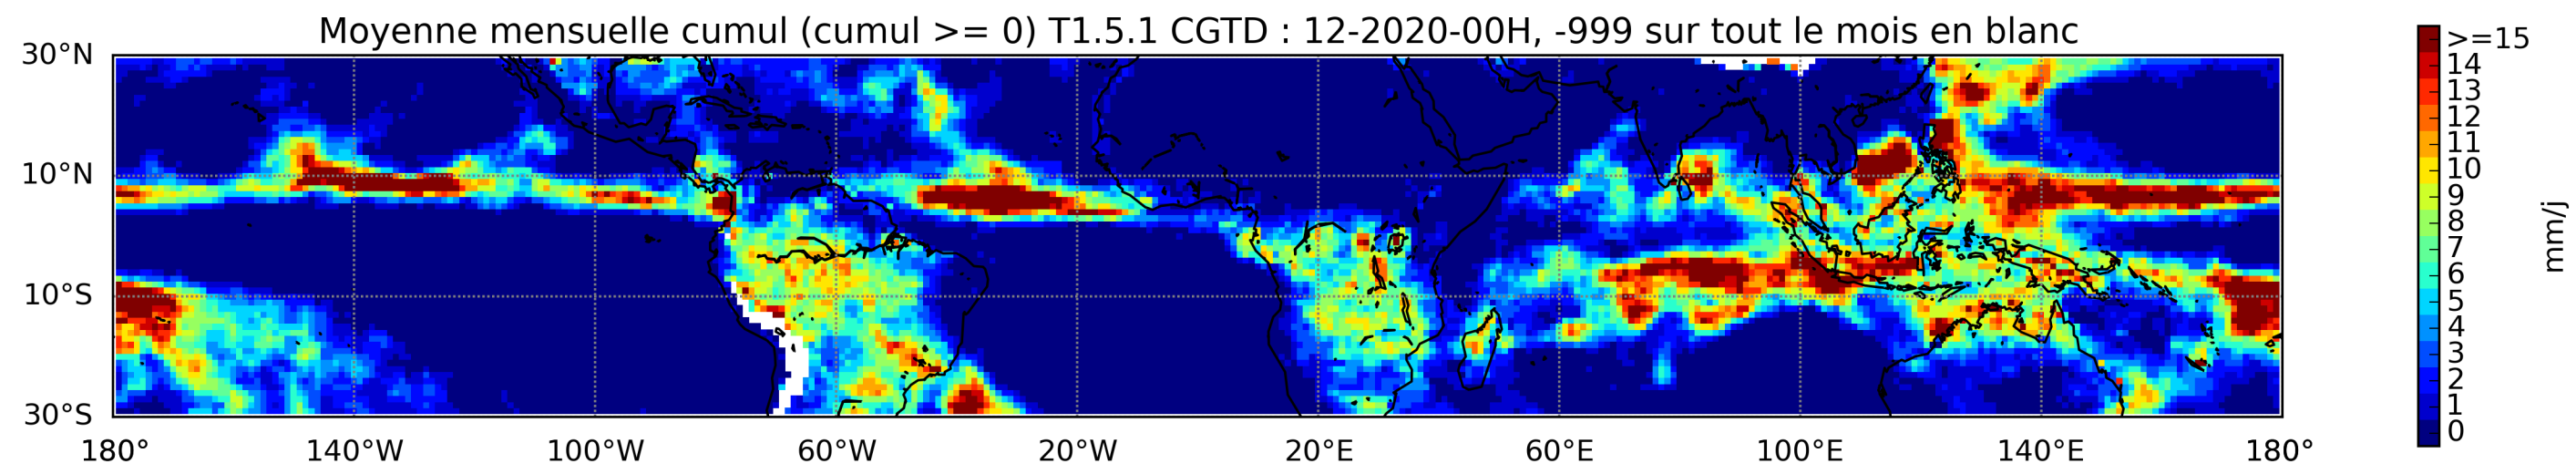 Moyenne mensuelle cumul (cumul >= 0) T1.5.1 CGTD : 12-2020-00H, -999 sur tout le mois en blanc
30°N
10°N
10°S
30°S
180° 140°W 100°W 60°W 20°W 20°E 60°E 100°E 140°E 180°
>=15
14
13
12
11
10
9
8
7
6
5
4
3
2
1
0
mm/j